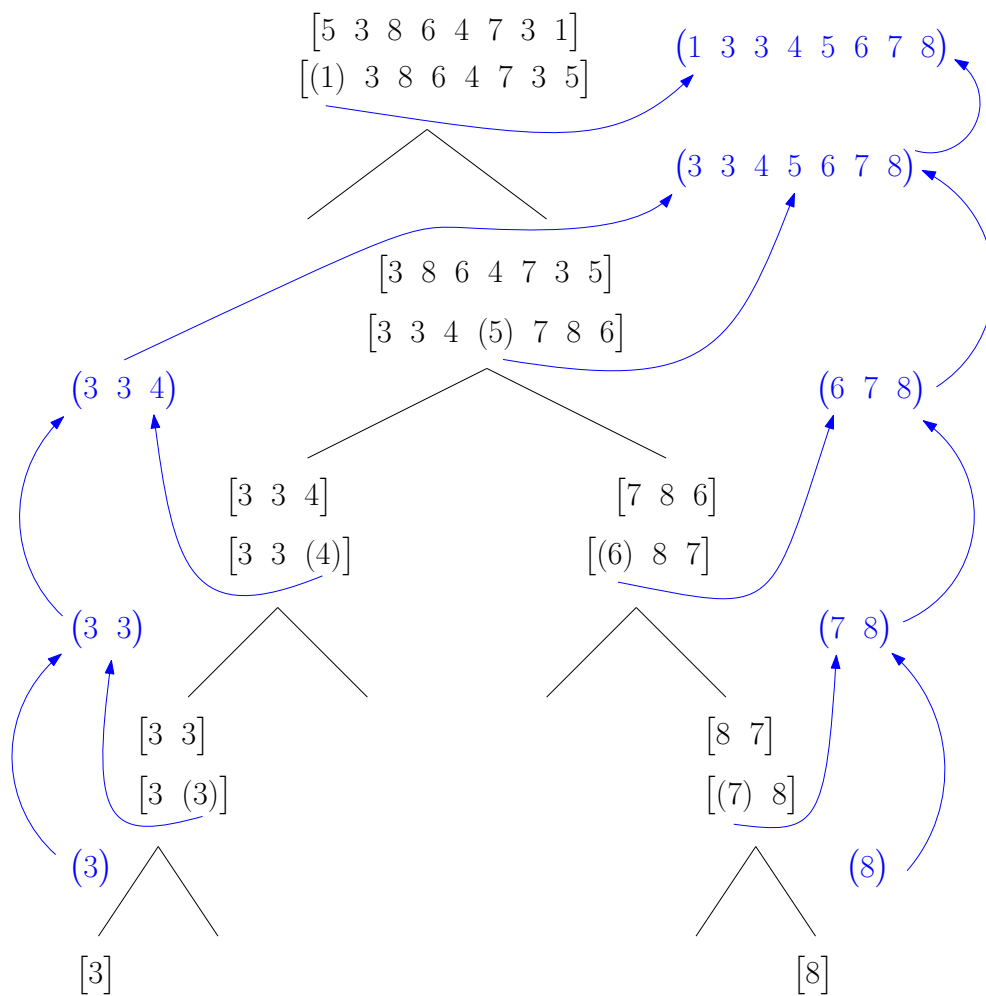 [5 3 8 6 4 7 3 1]
(1 3 3 4 5 6 7 8)
[(1) 3 8 6 4 7 3 5]
(3 3 4 5 6 7 8)
[3 8 6 4 7 3 5]
[3 3 4 (5) 7 8 6]
(3 3 4)
(6 7 8)
[3 3 4]
[7 8 6]
[3 3 (4)]
[(6) 8 7]
(3 3)
(7 8)
[3 3]
[8 7]
[3 (3)]
[(7) 8]
(3)
(8)
[3]
[8]